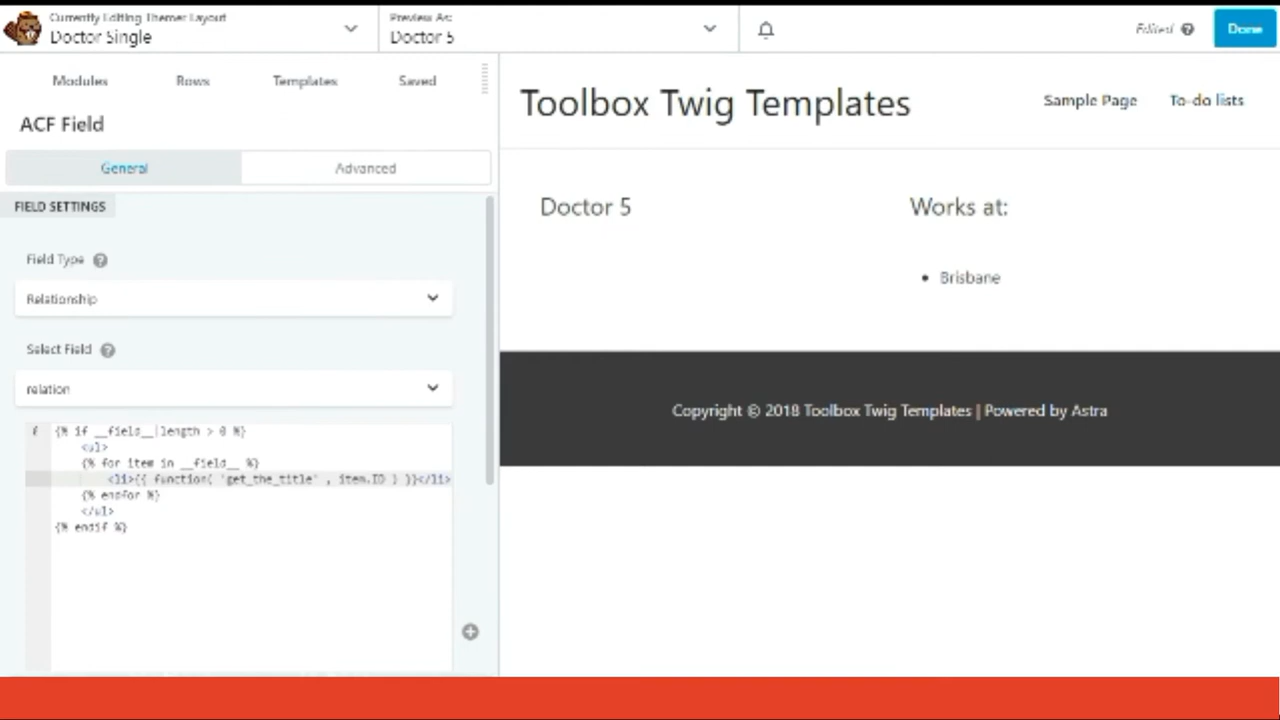 Currently Editing Themer Layout
Doctor Single
Preview As:
Doctor 5
Edited
Done
Modules Rows Templates Saved
Toolbox Twig Templates
Sample Page To-do lists
ACF Field
General Advanced
FIELD SETTINGS
Doctor 5
Works at:
Field Type
Relationship
Brisbane
Select Field
relation
{% if __field__|length > 0 %}
<ul>
{% for item in __field__ %}
<li>{{ function( 'get_the_title' , item.ID ) }}</li>
{% endfor %}
</ul>
{% endif %}
Copyright © 2018 Toolbox Twig Templates | Powered by Astra